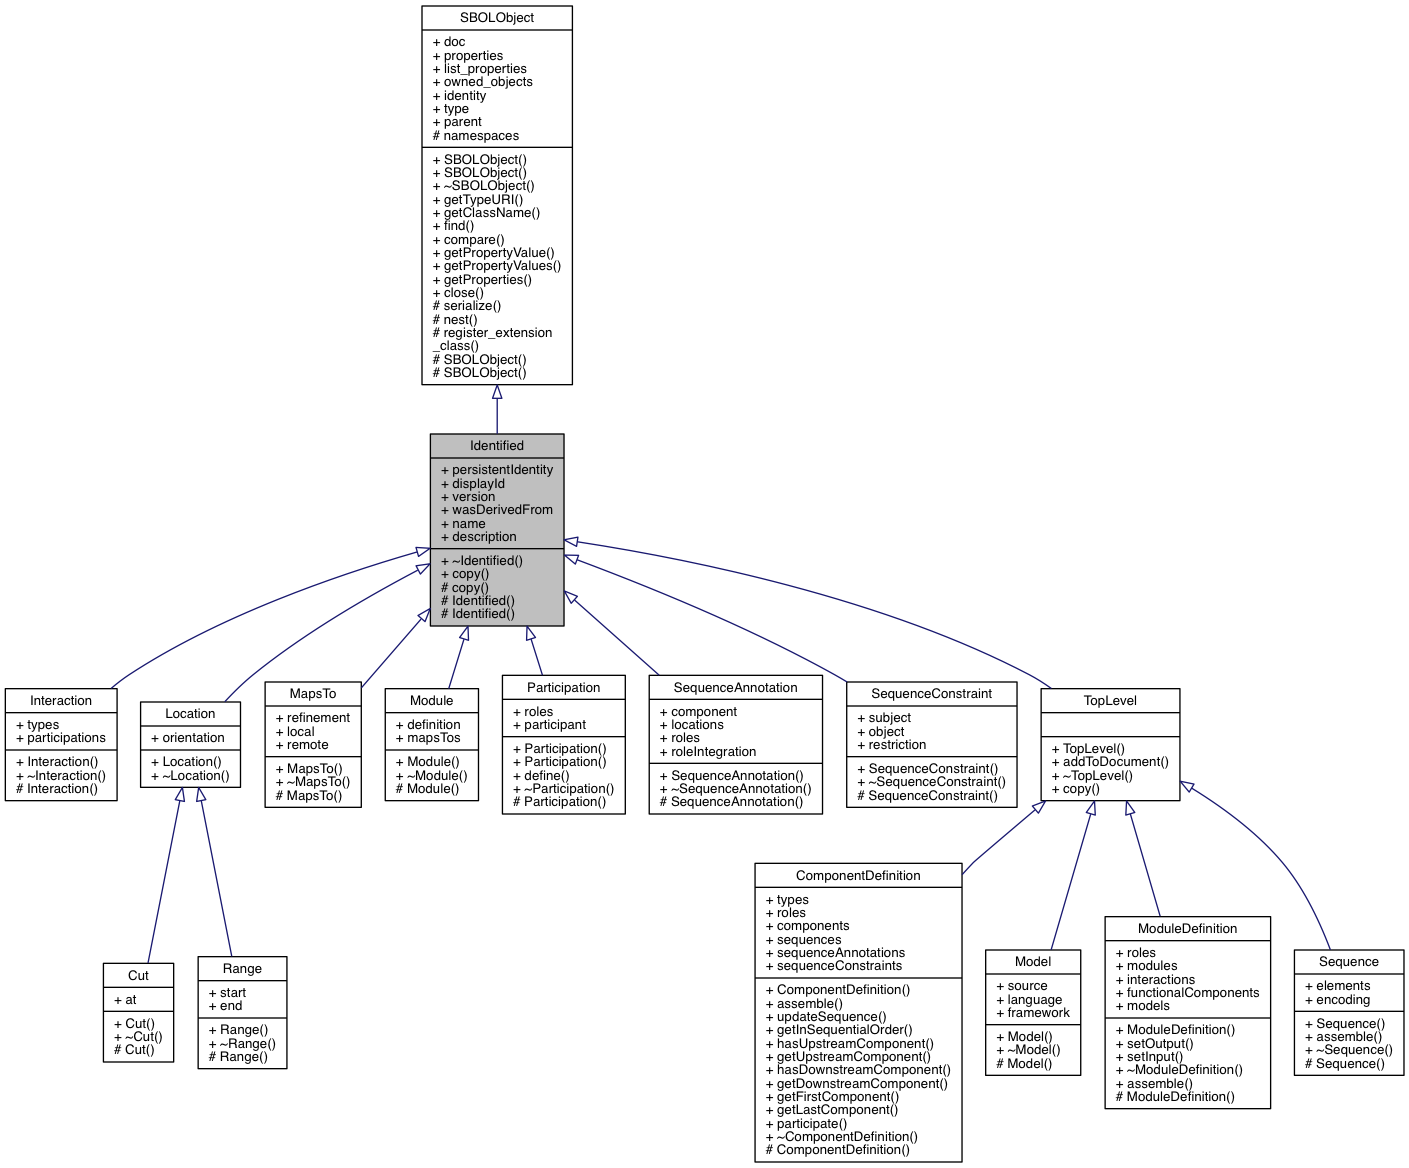 SBOLObject
+ doc
+ properties
+ list_properties
+ owned_objects
+ identity
+ type
+ parent
# namespaces
+ SBOLObject()
+ SBOLObject()
+ ~SBOLObject()
+ getTypeURI()
+ getClassName()
+ find()
+ compare()
+ getPropertyValue()
+ getPropertyValues()
+ getProperties()
+ close()
# serialize()
# nest()
# register_extension
_class()
# SBOLObject()
# SBOLObject()
Identified
+ persistentIdentity
+ displayId
+ version
+ wasDerivedFrom
+ name
+ description
+ ~Identified()
+ copy()
# copy()
# Identified()
# Identified()
Interaction
+ types
+ participations
+ Interaction()
+ ~Interaction()
# Interaction()
Location
+ orientation
+ Location()
+ ~Location()
MapsTo
+ refinement
+ local
+ remote
+ MapsTo()
+ ~MapsTo()
# MapsTo()
Module
+ definition
+ mapsTos
+ Module()
+ ~Module()
# Module()
Participation
+ roles
+ participant
+ Participation()
+ Participation()
+ define()
+ ~Participation()
# Participation()
SequenceAnnotation
+ component
+ locations
+ roles
+ roleIntegration
+ SequenceAnnotation()
+ ~SequenceAnnotation()
# SequenceAnnotation()
SequenceConstraint
+ subject
+ object
+ restriction
+ SequenceConstraint()
+ ~SequenceConstraint()
# SequenceConstraint()
TopLevel
+ TopLevel()
+ addToDocument()
+ ~TopLevel()
+ copy()
Cut
+ at
+ Cut()
+ ~Cut()
# Cut()
Range
+ start
+ end
+ Range()
+ ~Range()
# Range()
ComponentDefinition
+ types
+ roles
+ components
+ sequences
+ sequenceAnnotations
+ sequenceConstraints
+ ComponentDefinition()
+ assemble()
+ updateSequence()
+ getInSequentialOrder()
+ hasUpstreamComponent()
+ getUpstreamComponent()
+ hasDownstreamComponent()
+ getDownstreamComponent()
+ getFirstComponent()
+ getLastComponent()
+ participate()
+ ~ComponentDefinition()
# ComponentDefinition()
Model
+ source
+ language
+ framework
+ Model()
+ ~Model()
# Model()
ModuleDefinition
+ roles
+ modules
+ interactions
+ functionalComponents
+ models
+ ModuleDefinition()
+ setOutput()
+ setInput()
+ ~ModuleDefinition()
+ assemble()
# ModuleDefinition()
Sequence
+ elements
+ encoding
+ Sequence()
+ assemble()
+ ~Sequence()
# Sequence()